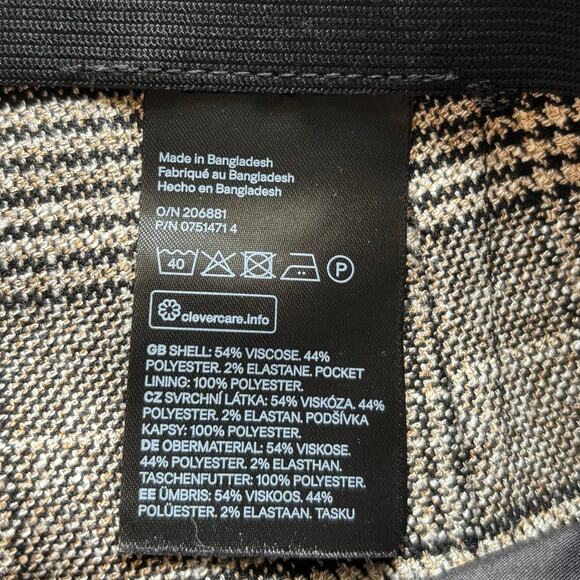 Made in Bangladesh
Fabriqué au Bangladesh
Hecho en Bangladesh
O/N 206881
P/N 0751471 4
40 P
clevercare.info
GB SHELL: 54% VISCOSE. 44%
POLYESTER. 2% ELASTANE. POCKET
LINING: 100% POLYESTER.
CZ SVRCHNÍ LÁTKA: 54% VISKÓZA. 44%
POLYESTER. 2% ELASTAN. PODŠÍVKA
KAPSY: 100% POLYESTER.
DE OBERMATERIAL: 54% VISKOSE.
44% POLYESTER. 2% ELASTHAN.
TASCHENFUTTER: 100% POLYESTER.
EE ÜMBRIS: 54% VISKOOS. 44%
POLÜESTER. 2% ELASTAAN. TASKU